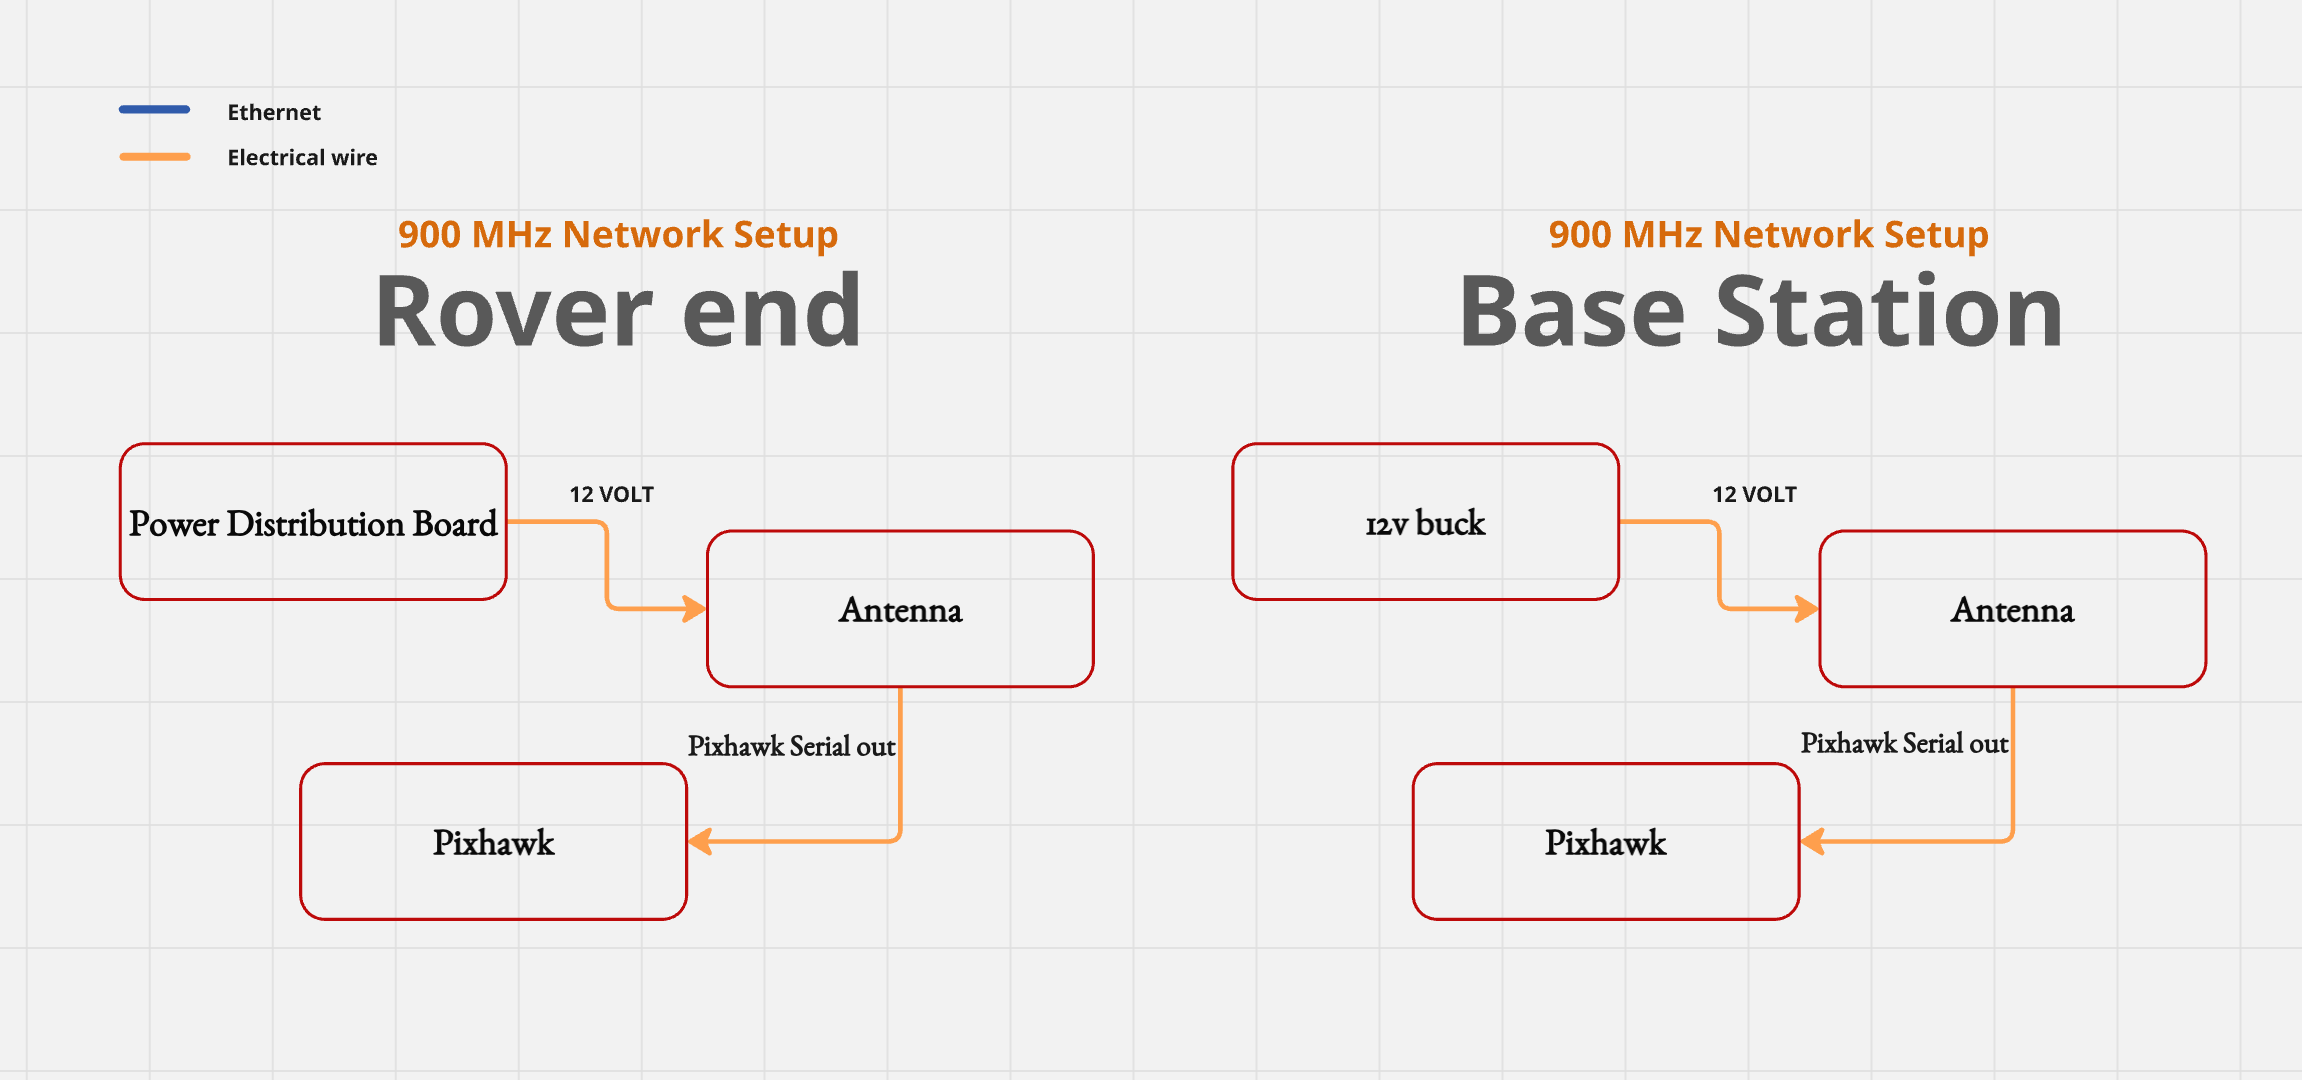 Ethernet
Electrical wire
900 MHz Network Setup
Rover end
Power Distribution Board
12 VOLT
Antenna
Pixhawk Serial out
Pixhawk
900 MHz Network Setup
Base Station
12v buck
12 VOLT
Antenna
Pixhawk Serial out
Pixhawk